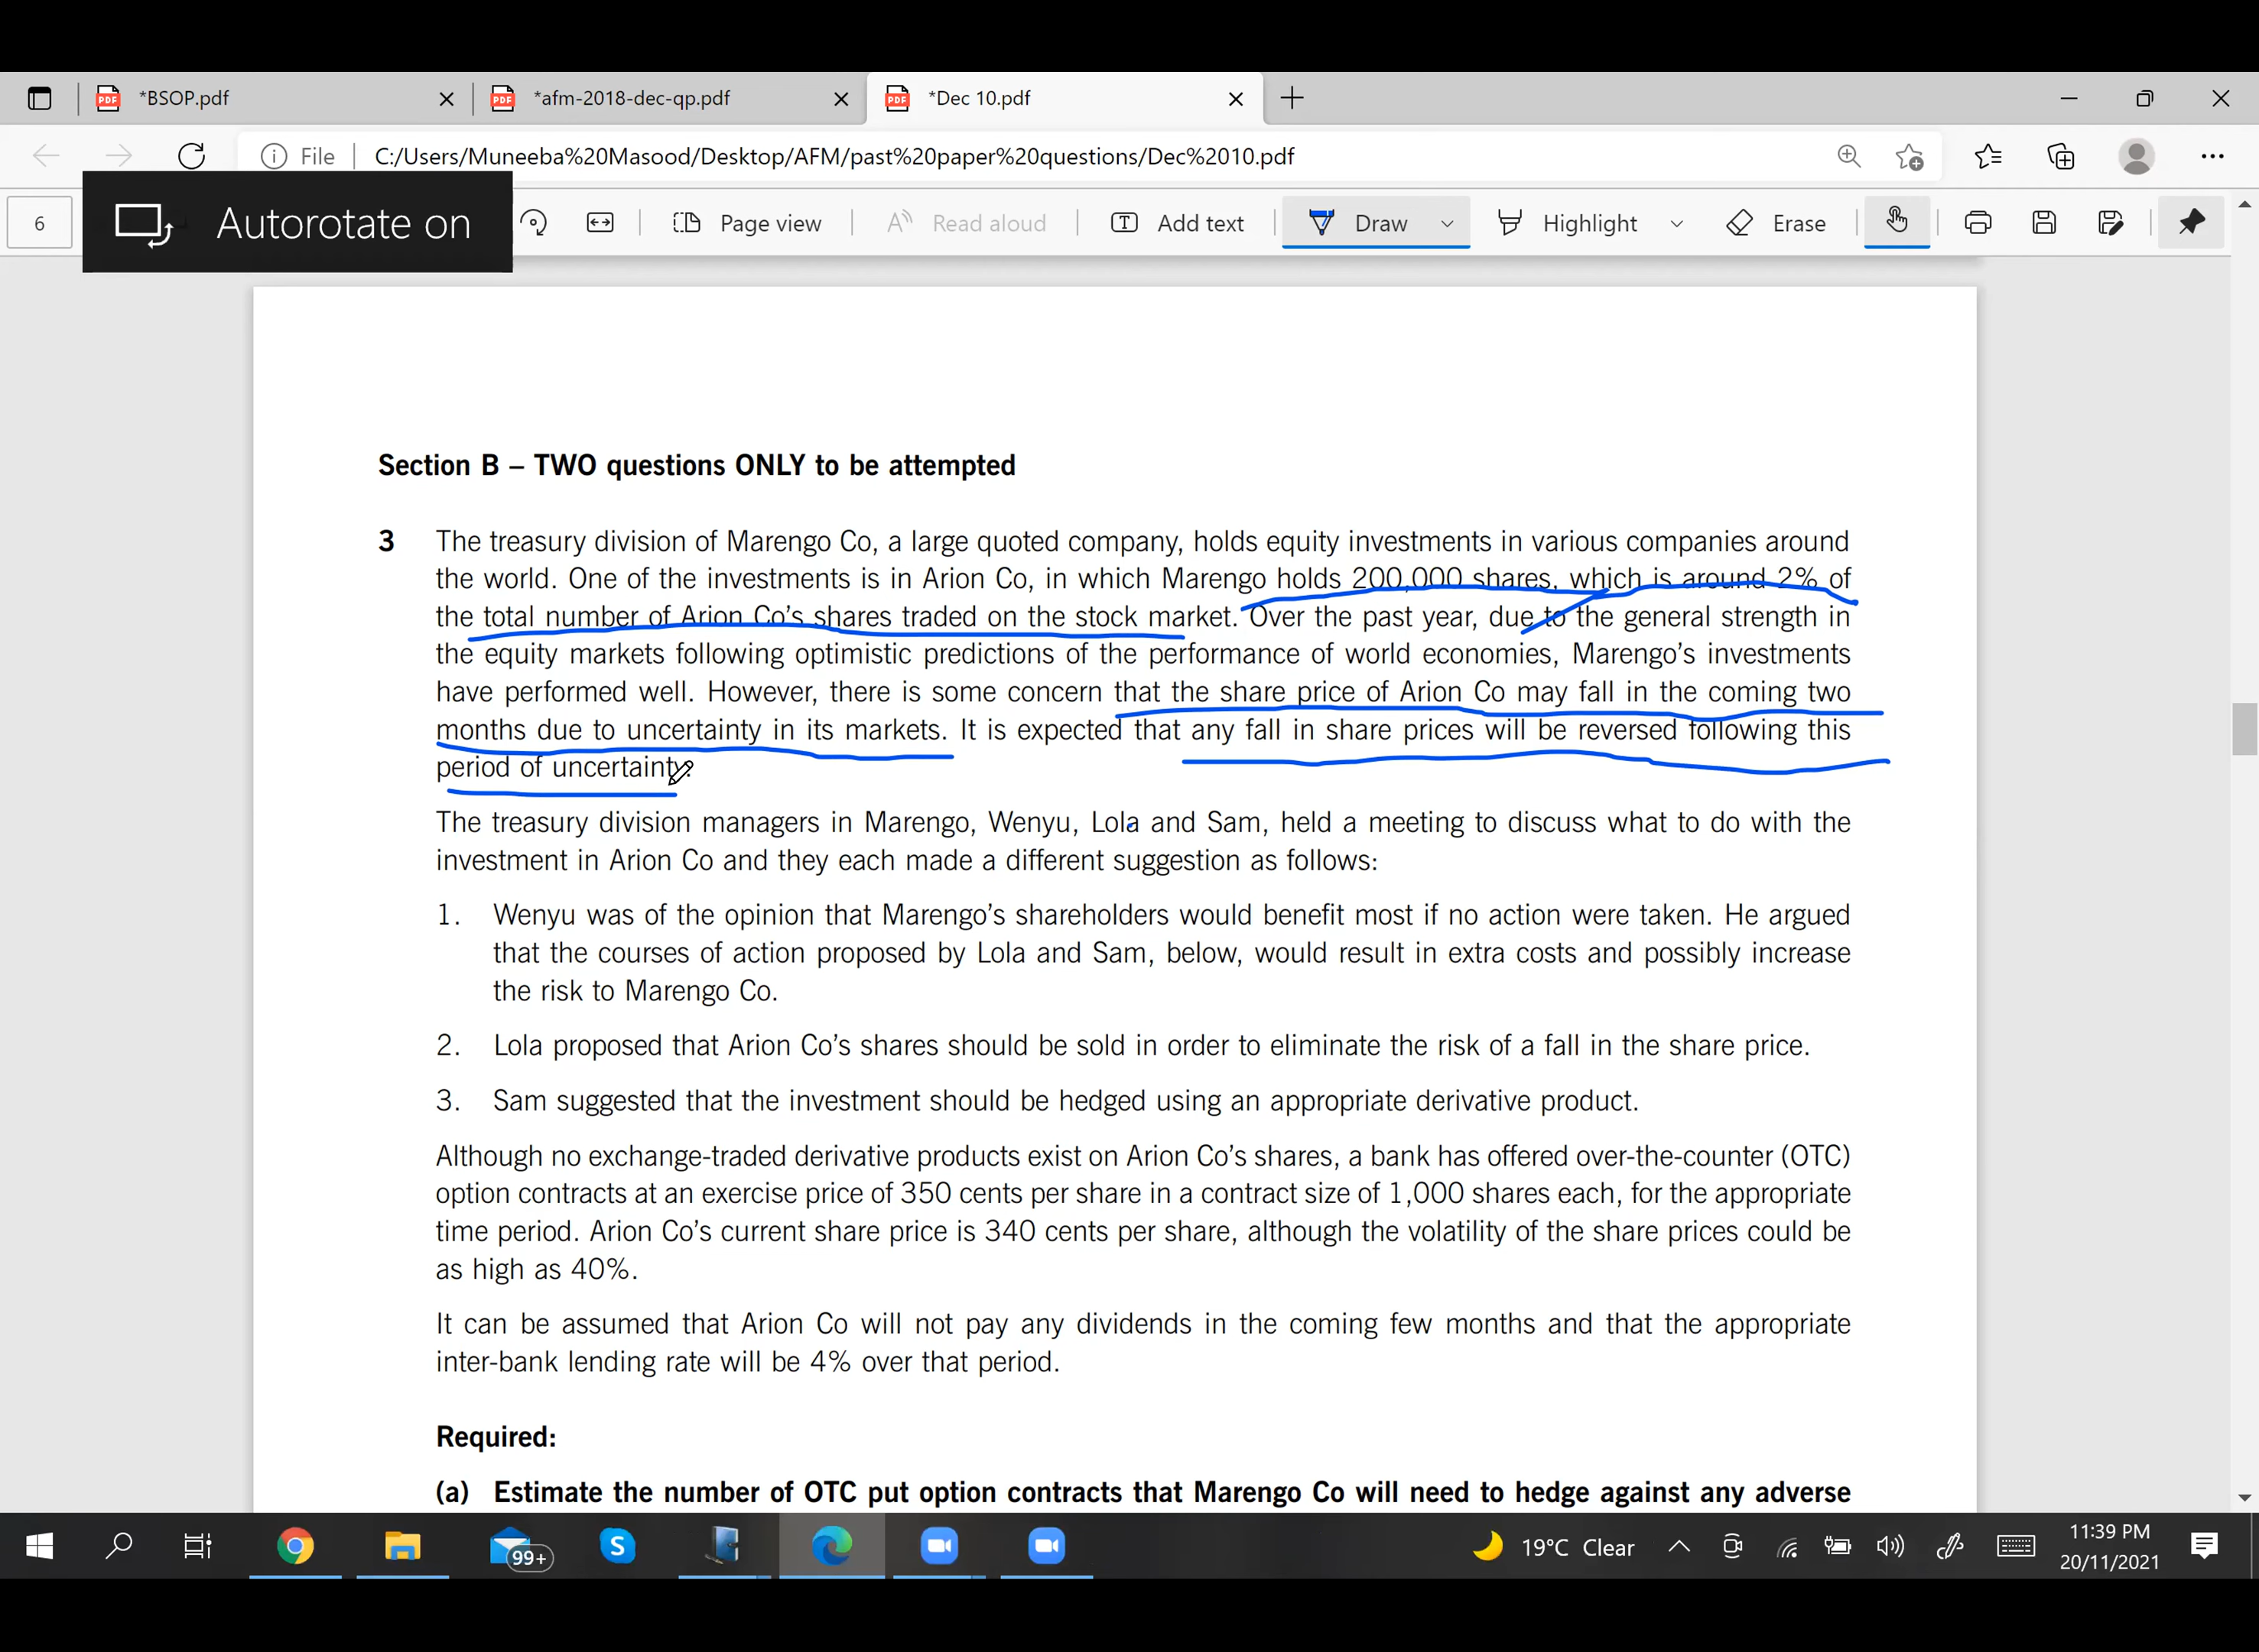 *BSOP.pdf
*afm-2018-dec-qp.pdf
*Dec 10.pdf
File
C:/Users/Muneeba%20Masood/Desktop/AFM/past%20paper%20questions/Dec%2010.pdf
6
Autorotate on
Page view
Read aloud
Add text
Draw
Highlight
Erase
Section B – TWO questions ONLY to be attempted
3 The treasury division of Marengo Co, a large quoted company, holds equity investments in various companies around
the world. One of the investments is in Arion Co, in which Marengo holds 200,000 shares, which is around 2% of
the total number of Arion Co's shares traded on the stock market. Over the past year, due to the general strength in
the equity markets following optimistic predictions of the performance of world economies, Marengo's investments
have performed well. However, there is some concern that the share price of Arion Co may fall in the coming two
months due to uncertainty in its markets. It is expected that any fall in share prices will be reversed following this
period of uncertainty.
The treasury division managers in Marengo, Wenyu, Lola and Sam, held a meeting to discuss what to do with the
investment in Arion Co and they each made a different suggestion as follows:
1. Wenyu was of the opinion that Marengo's shareholders would benefit most if no action were taken. He argued
that the courses of action proposed by Lola and Sam, below, would result in extra costs and possibly increase
the risk to Marengo Co.
2. Lola proposed that Arion Co's shares should be sold in order to eliminate the risk of a fall in the share price.
3. Sam suggested that the investment should be hedged using an appropriate derivative product.
Although no exchange-traded derivative products exist on Arion Co's shares, a bank has offered over-the-counter (OTC)
option contracts at an exercise price of 350 cents per share in a contract size of 1,000 shares each, for the appropriate
time period. Arion Co's current share price is 340 cents per share, although the volatility of the share prices could be
as high as 40%.
It can be assumed that Arion Co will not pay any dividends in the coming few months and that the appropriate
inter-bank lending rate will be 4% over that period.
Required:
(a) Estimate the number of OTC put option contracts that Marengo Co will need to hedge against any adverse
99+
19°C Clear
11:39 PM
20/11/2021